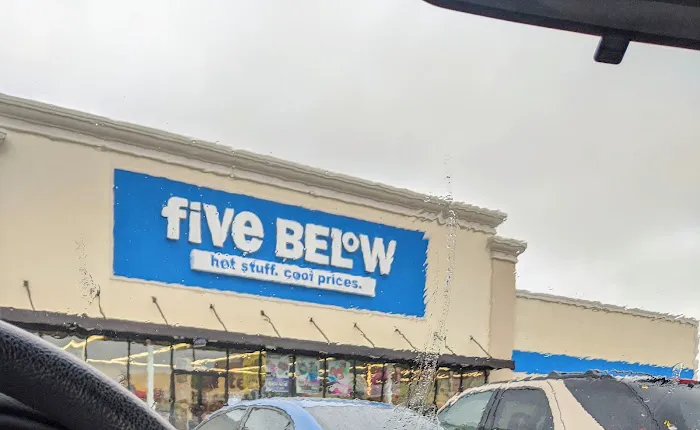 five BELOW
hot stuff. cool prices.